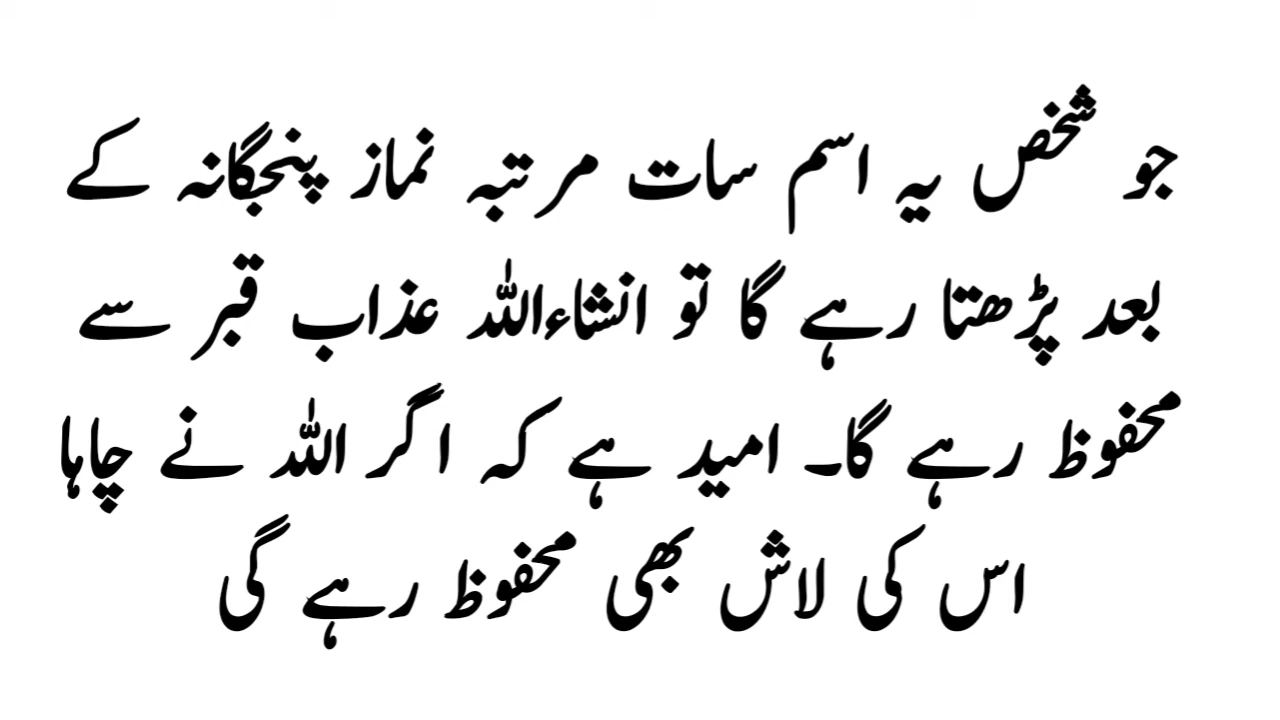 جو شخص یہ اسم سات مرتبہ نماز پنجگانہ کے
بعد پڑھتا رہے گا تو انشاءاللہ عذاب قبر سے
محفوظ رہے گا۔ امید ہے کہ اگر اللہ نے چاہا
اس کی لاش بھی محفوظ رہے گی